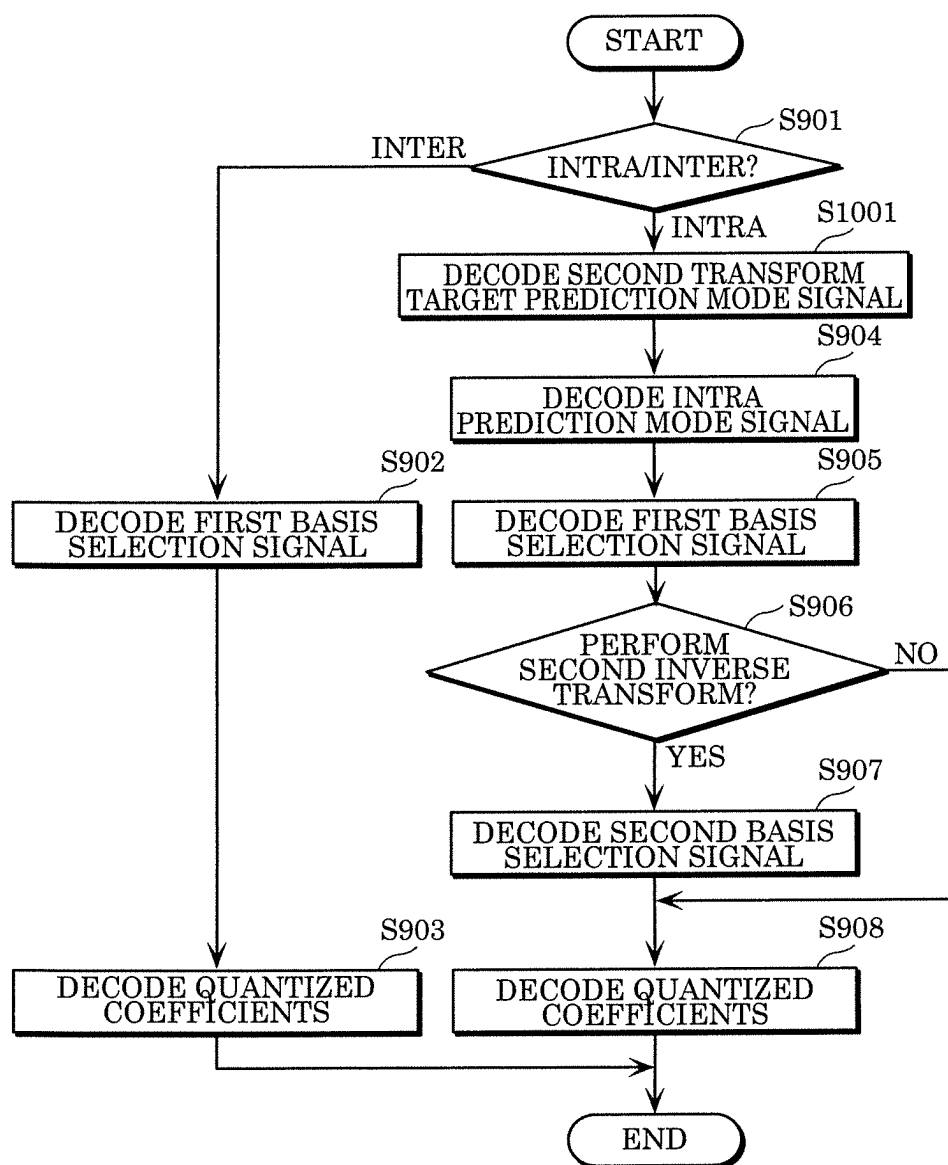 START
S901
INTER
INTRA/INTER?
INTRA
S1001
DECODE SECOND TRANSFORM
TARGET PREDICTION MODE SIGNAL
S904
DECODE INTRA
PREDICTION MODE SIGNAL
S902
DECODE FIRST BASIS
SELECTION SIGNAL
S905
DECODE FIRST BASIS
SELECTION SIGNAL
S906
PERFORM
SECOND INVERSE
TRANSFORM?
NO
YES
S907
DECODE SECOND BASIS
SELECTION SIGNAL
S903
DECODE QUANTIZED
COEFFICIENTS
S908
DECODE QUANTIZED
COEFFICIENTS
END